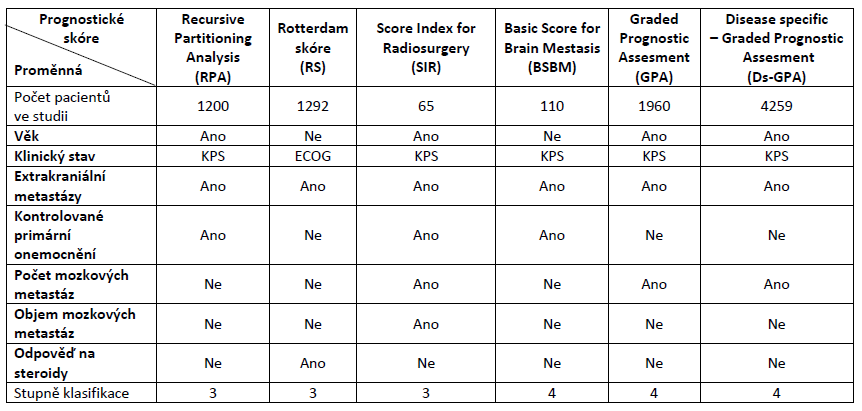 Prognostické skóre
Proměnná
Recursive Partitioning Analysis (RPA)
Rotterdam skóre (RS)
Score Index for Radiosurgery (SIR)
Basic Score for Brain Mestasis (BSBM)
Graded Prognostic Assesment (GPA)
Disease specific – Graded Prognostic Assesment (Ds-GPA)
Počet pacientů ve studii 1200 1292 65 110 1960 4259
Věk Ano Ne Ano Ne Ano Ano
Klinický stav KPS ECOG KPS KPS KPS KPS
Extrakraniální metastázy Ano Ano Ano Ano Ano Ano
Kontrolované primární onemocnění Ano Ne Ano Ano Ne Ne
Počet mozkových metastáz Ne Ne Ano Ne Ano Ano
Objem mozkových metastáz Ne Ne Ano Ne Ne Ne
Odpověď na steroidy Ne Ano Ne Ne Ne Ne
Stupně klasifikace 3 3 3 4 4 4